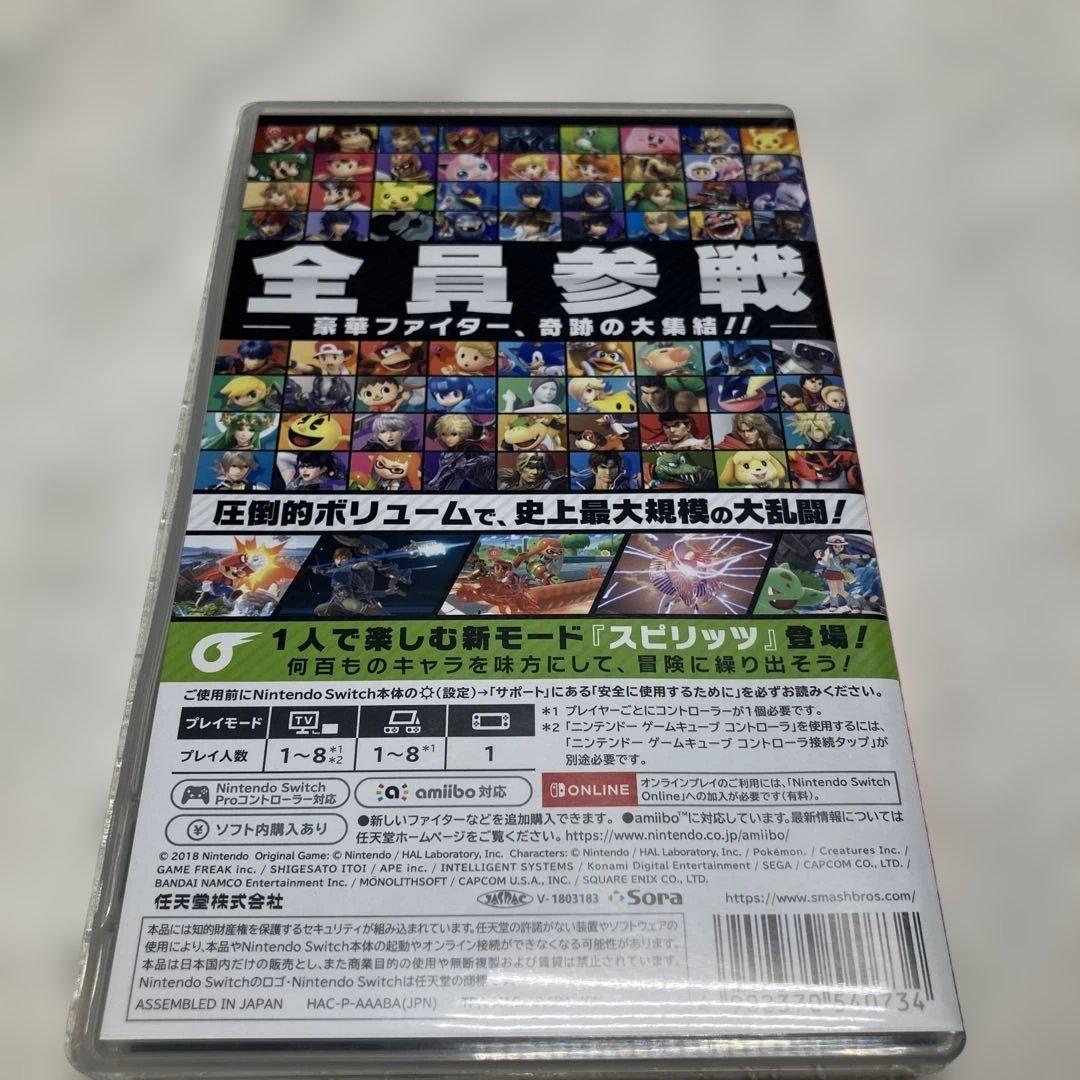 全員参戦
豪華ファイター、奇跡の大集結!!
圧倒的ボリュームで、史上最大規模の大乱闘!
1人で楽しむ新モード『スピリッツ』登場!
何百ものキャラを味方にして、冒険に繰り出そう!
ご使用前にNintendo Switch本体の(設定)→「サポート」にある「安全に使用するために」を必ずお読みください。
プレイモード TV
プレイ人数 1～8 *1 *2 1～8 *1 1
*1 プレイヤーごとにコントローラーが1個必要です。
*2 「ニンテンドー ゲームキューブ コントローラ」を使用するには、
「ニンテンドー ゲームキューブ コントローラ接続タップ」が
別途必要です。
Nintendo Switch
Proコントローラー対応
amiibo 対応
ONLINE
オンラインプレイのご利用には、「Nintendo Switch
Online」への加入が必要です(有料)。
ソフト内購入あり
●新しいファイターなどを追加購入できます。 ●amiibo™に対応しています。最新情報については
任天堂ホームページをご覧ください。https://www.nintendo.co.jp/amiibo/
© 2018 Nintendo Original Game: © Nintendo / HAL Laboratory, Inc. Characters: © Nintendo / HAL Laboratory, Inc. / Pokémon. / Creatures Inc. /
GAME FREAK inc. / SHIGESATO ITOI / APE inc. / INTELLIGENT SYSTEMS / Konami Digital Entertainment / SEGA / CAPCOM CO., LTD. /
BANDAI NAMCO Entertainment Inc. / MONOLITHSOFT / CAPCOM U.S.A., INC. / SQUARE ENIX CO., LTD.
任天堂株式会社
JASRAC V-1803183 Sora
https://www.smashbros.com
本品には知的財産権を保護するセキュリティが組み込まれています。任天堂の許諾がない装置やソフトウェアの
使用により、本品やNintendo Switch本体の起動やオンライン接続ができなくなる可能性があります。
本品は日本国内だけの販売とし、また商業目的の使用や無断複製および賃貸は禁止されています。
Nintendo Switchのロゴ・Nintendo Switchは任天堂の商標
ASSEMBLED IN JAPAN HAC-P-AAABA(JPN)
902370 540734